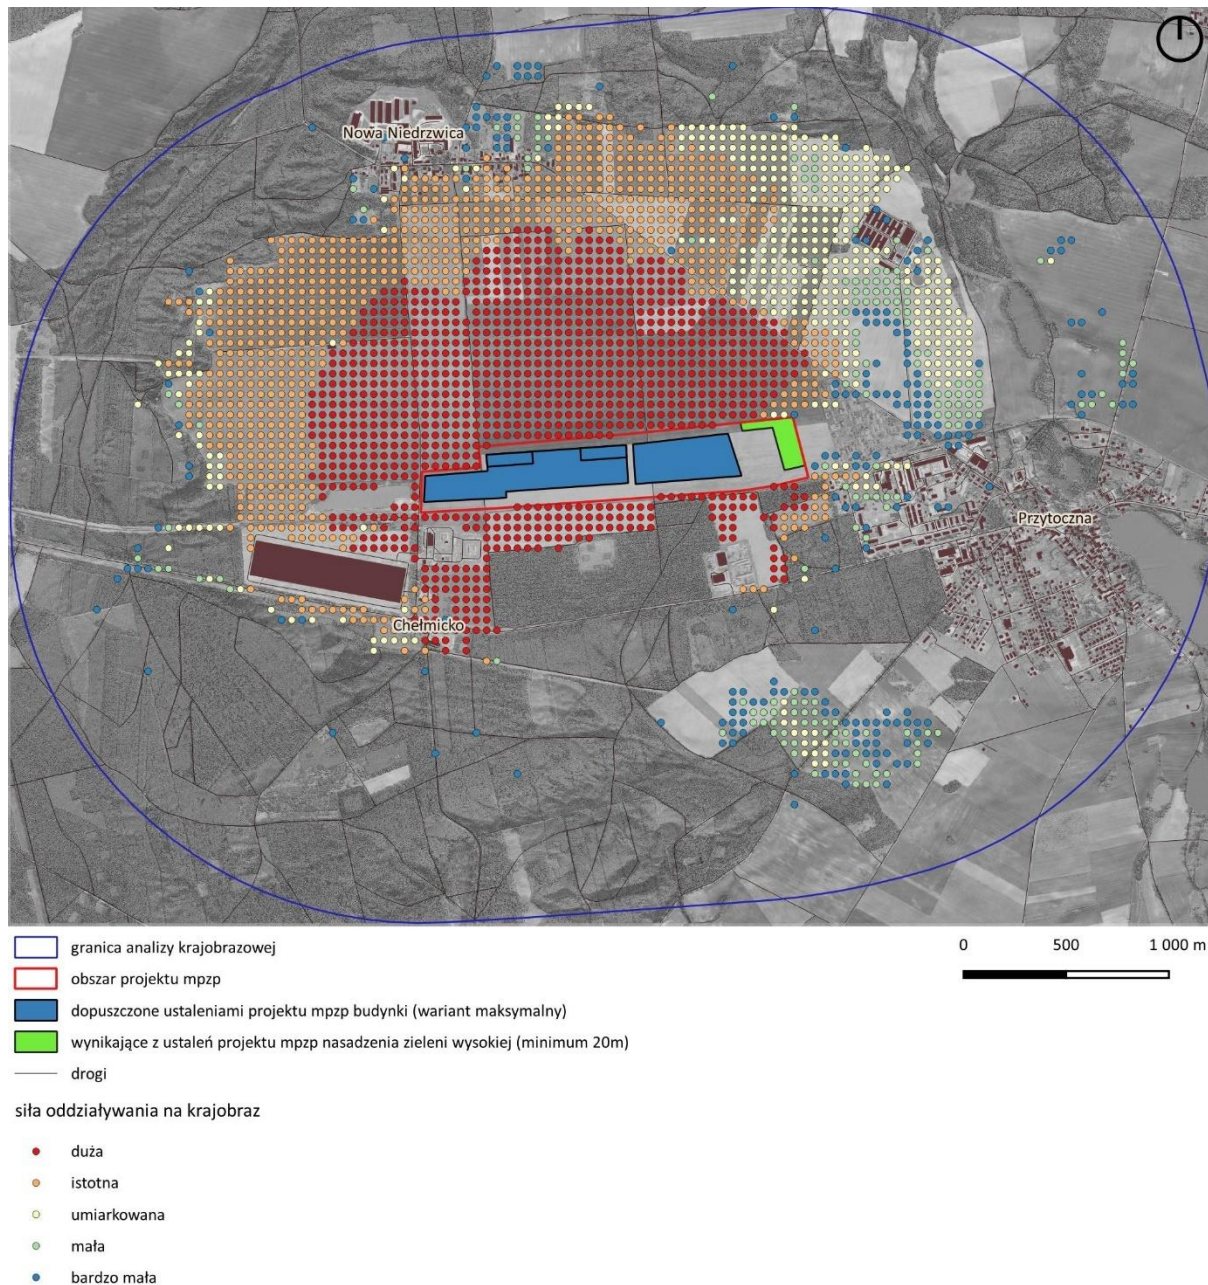 Nowa Niedrzwica
Przytoczna
Chełmicko
granica analizy krajobrazowej
0 500 1 000 m
obszar projektu mpzp
dopuszczone ustaleniami projektu mpzp budynki (wariant maksymalny)
wynikające z ustaleń projektu mpzp nasadzenia zieleni wysokiej (minimum 20m)
drogi
siła oddziaływania na krajobraz
duża
istotna
umiarkowana
mała
bardzo mała